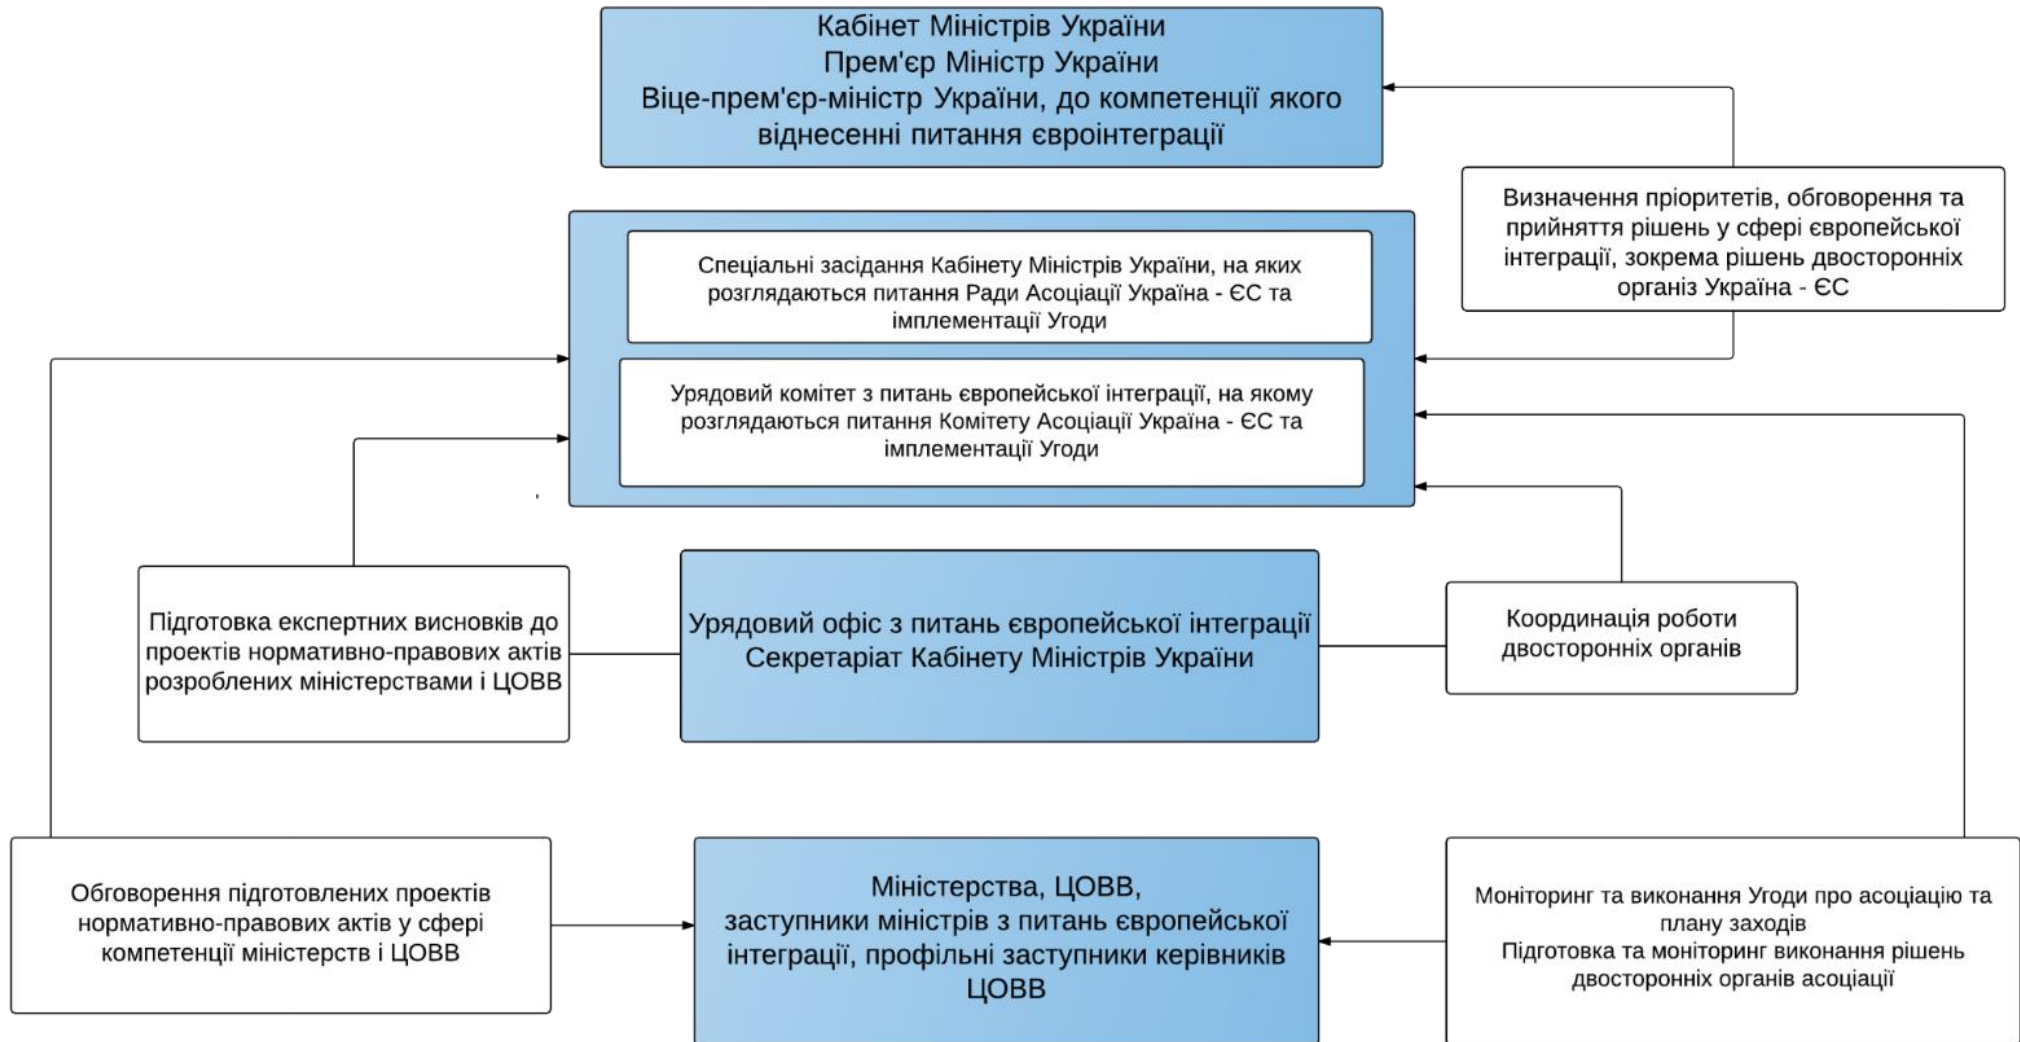 Кабінет Міністрів України
Прем'єр Міністр України
Віце-прем'єр-міністр України, до компетенції якого
віднесенні питання євроінтеграції
Визначення пріоритетів, обговорення та
прийняття рішень у сфері європейської
інтеграції, зокрема рішень двосторонніх
організ Україна - ЄС
Спеціальні засідання Кабінету Міністрів України, на яких
розглядаються питання Ради Асоціації Україна - ЄС та
імплементації Угоди
Урядовий комітет з питань європейської інтеграції, на якому
розглядаються питання Комітету Асоціації Україна - ЄС та
імплементації Угоди
Підготовка експертних висновків до
проектів нормативно-правових актів
розроблених міністерствами і ЦОВВ
Урядовий офіс з питань європейської інтеграції
Секретаріат Кабінету Міністрів України
Координація роботи
двосторонніх органів
Обговорення підготовлених проектів
нормативно-правових актів у сфері
компетенції міністерств і ЦОВВ
Міністерства, ЦОВВ,
заступники міністрів з питань європейської
інтеграції, профільні заступники керівників
ЦОВВ
Моніторинг та виконання Угоди про асоціацію та
плану заходів
Підготовка та моніторинг виконання рішень
двосторонніх органів асоціації